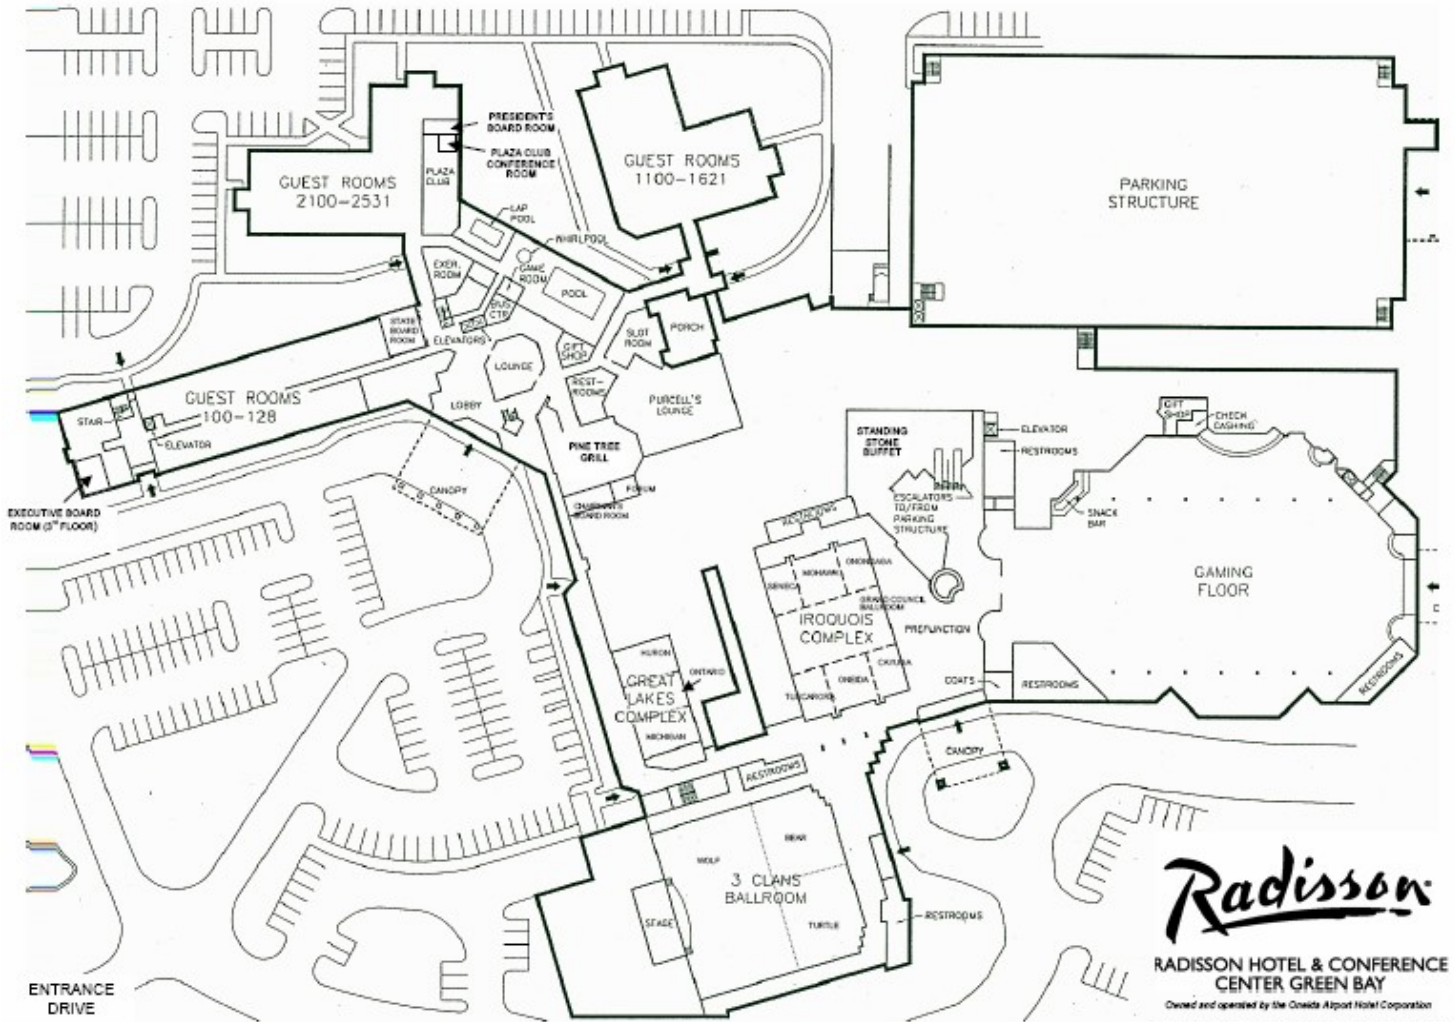 PRESIDENT'S
BOARD ROOM
PLAZA CLUB
CONFERENCE
ROOM
GUEST ROOMS
2100-2531
PLAZA
CLUB
GUEST ROOMS
1100-1621
PARKING
STRUCTURE
LAP
POOL
WHIRLPOOL
EXER.
ROOM
GAME
ROOM
POOL
BUS.
CTR
STATE
BOARD
ROOM
ELEVATORS
GIFT
SHOP
SLOT
ROOM
PORCH
LOUNGE
GUEST ROOMS
100-128
LOBBY
REST-
ROOMS
PURCELL'S
LOUNGE
STAIR
ELEVATOR
PINE TREE
GRILL
CANOPY
FORUM
CHAIRMAN'S
BOARD ROOM
EXECUTIVE BOARD
ROOM (3RD FLOOR)
STANDING
STONE
BUFFET
ELEVATOR
RESTROOMS
GIFT
SHOP
CHECK
CASHING
ESCALATORS
TO/FROM
PARKING
STRUCTURE
SNACK
BAR
RESTROOMS
GAMING
FLOOR
SENECA
MOHAWK
ONONDAGA
GRAND COUNCIL
BALLROOM
IROQUOIS
COMPLEX
PREFUNCTION
CAYUGA
ONEIDA
TUSCARORA
COATS
RESTROOMS
RESTROOMS
HURON
GREAT
LAKES
COMPLEX
ONTARIO
MICHIGAN
CANOPY
RESTROOMS
BEAR
WOLF
3 CLANS
BALLROOM
STAGE
TURTLE
RESTROOMS
ENTRANCE
DRIVE
Radisson
RADISSON HOTEL & CONFERENCE
CENTER GREEN BAY
Owned and operated by the Oneida Airport Hotel Corporation